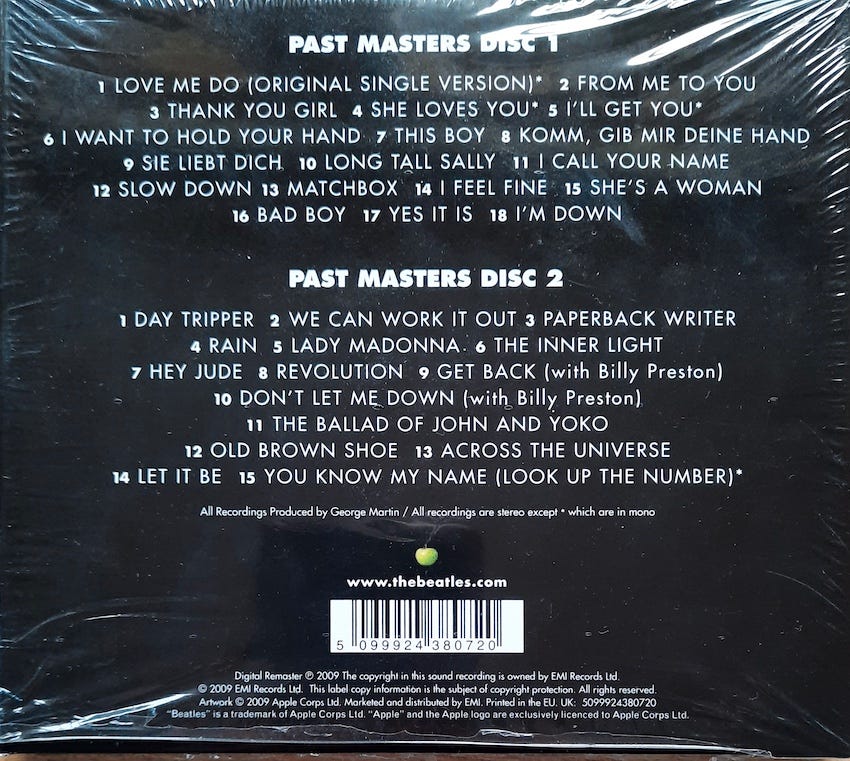 PAST MASTERS DISC 1
1 LOVE ME DO (ORIGINAL SINGLE VERSION)* 2 FROM ME TO YOU
3 THANK YOU GIRL 4 SHE LOVES YOU* 5 I'LL GET YOU*
6 I WANT TO HOLD YOUR HAND 7 THIS BOY 8 KOMM, GIB MIR DEINE HAND
9 SIE LIEBT DICH 10 LONG TALL SALLY 11 I CALL YOUR NAME
12 SLOW DOWN 13 MATCHBOX 14 I FEEL FINE 15 SHE'S A WOMAN
16 BAD BOY 17 YES IT IS 18 I'M DOWN
PAST MASTERS DISC 2
1 DAY TRIPPER 2 WE CAN WORK IT OUT 3 PAPERBACK WRITER
4 RAIN 5 LADY MADONNA 6 THE INNER LIGHT
7 HEY JUDE 8 REVOLUTION 9 GET BACK (with Billy Preston)
10 DON'T LET ME DOWN (with Billy Preston)
11 THE BALLAD OF JOHN AND YOKO
12 OLD BROWN SHOE 13 ACROSS THE UNIVERSE
14 LET IT BE 15 YOU KNOW MY NAME (LOOK UP THE NUMBER)*
All Recordings Produced by George Martin / All recordings are stereo except * which are in mono
www.thebeatles.com
5 099924 380720
Digital Remaster ℗ 2009 The copyright in this sound recording is owned by EMI Records Ltd.
© 2009 EMI Records Ltd. This label copy information is the subject of copyright protection. All rights reserved.
Artwork © 2009 Apple Corps Ltd. Marketed and distributed by EMI. Printed in the EU. UK: 5099924380720
"Beatles" is a trademark of Apple Corps Ltd. "Apple" and the Apple logo are exclusively licenced to Apple Corps Ltd.